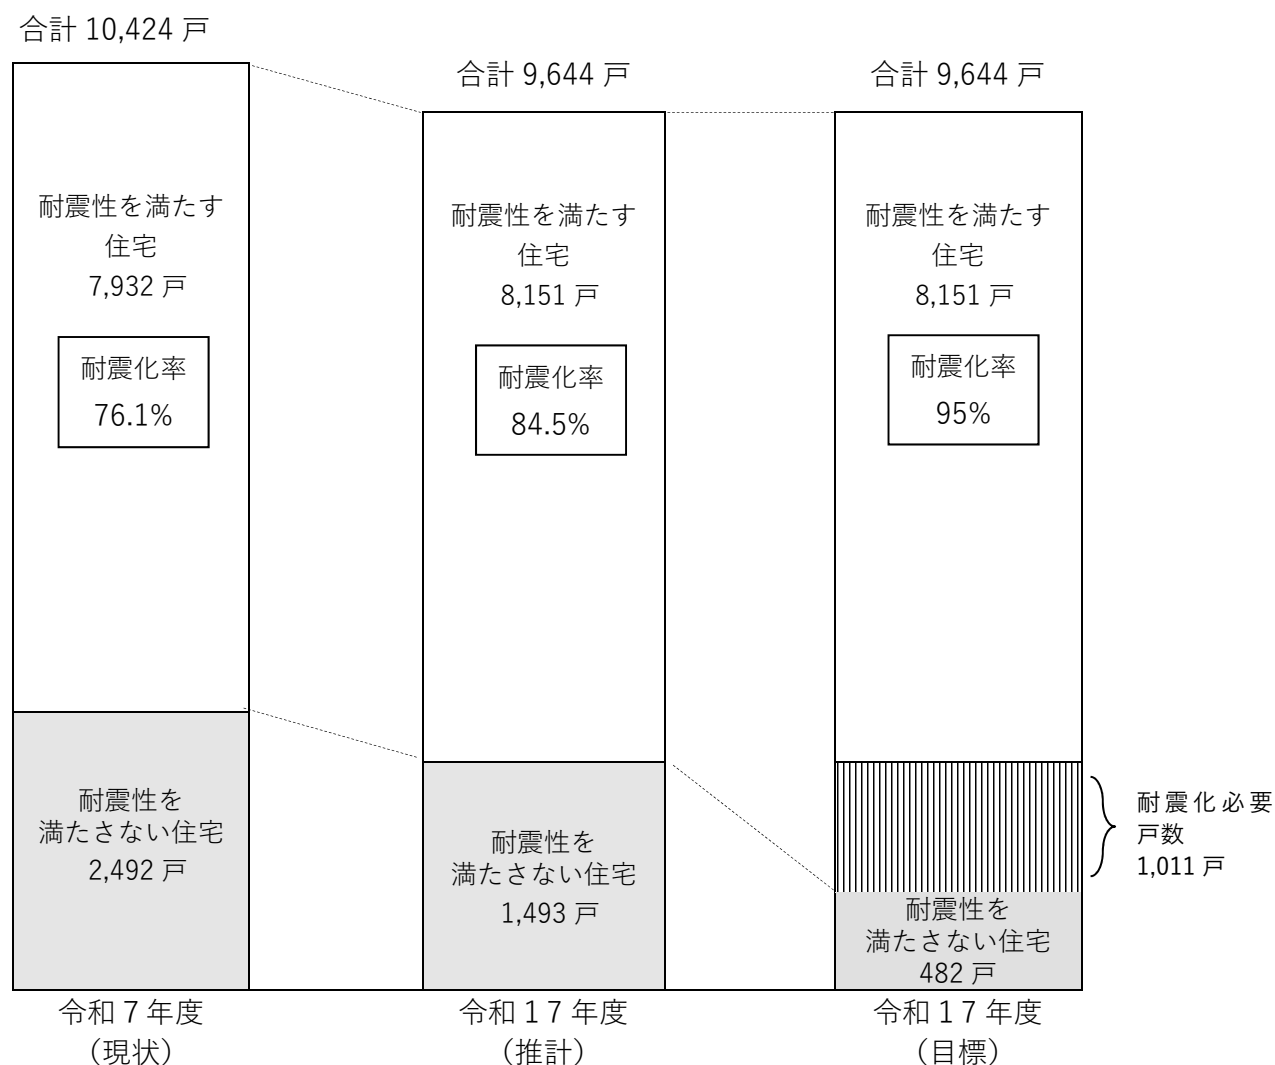 合計 10,424 戸
耐震性を満たす
住宅
7,932 戸
耐震化率
76.1%
耐震性を
満たさない住宅
2,492 戸
令和 7 年度
（現状）
合計 9,644 戸
耐震性を満たす
住宅
8,151 戸
耐震化率
84.5%
耐震性を
満たさない住宅
1,493 戸
令和１７年度
（推計）
合計 9,644 戸
耐震性を満たす
住宅
8,151 戸
耐震化率
95%
耐震性を
満たさない住宅
482 戸
令和１７年度
（目標）
耐震化必要
戸数
1,011 戸